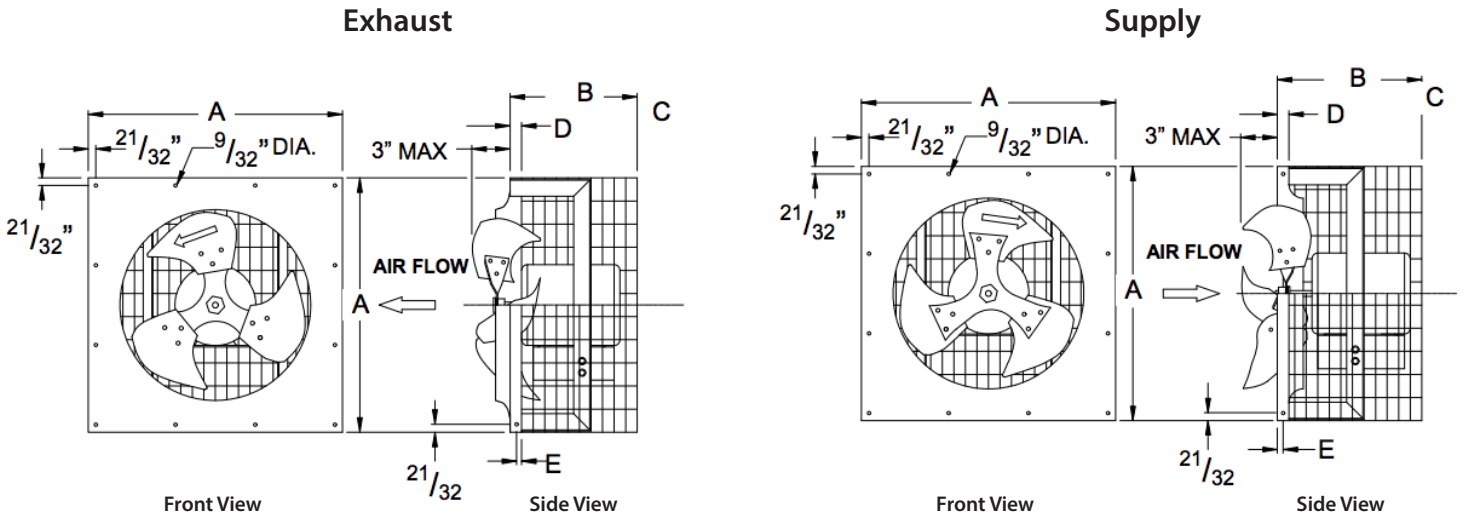 Exhaust
A
21/32”
9/32” DIA.
21/32”
3” MAX
B
C
D
AIR FLOW
A
E
21/32
Front View
Side View
Supply
A
21/32”
9/32” DIA.
21/32”
3” MAX
B
C
D
AIR FLOW
A
E
21/32
Front View
Side View